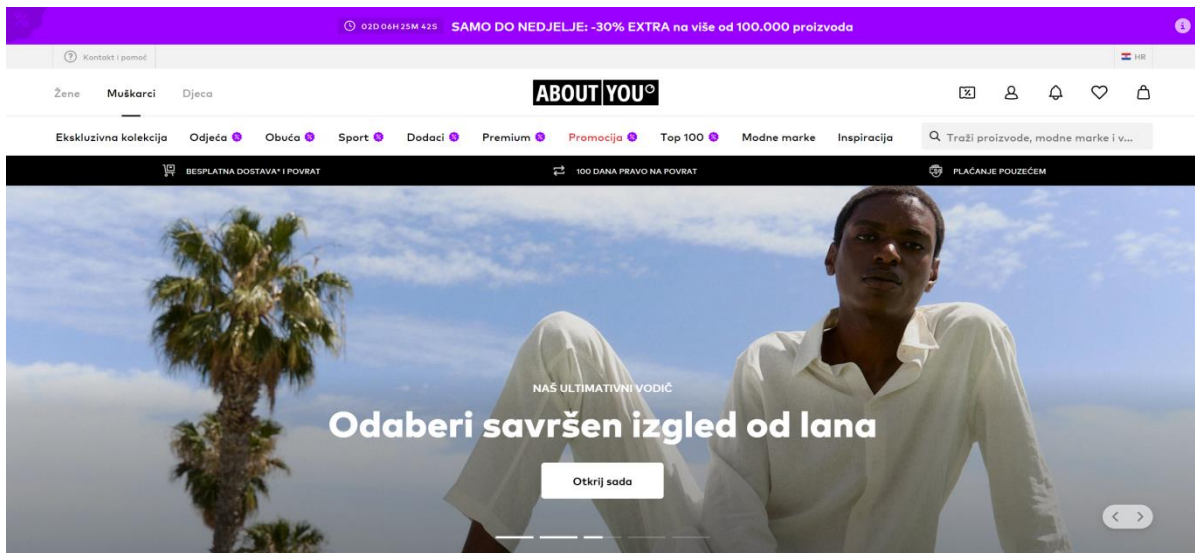 02D 06H 25M 42S SAMO DO NEDJELJE: -30% EXTRA na više od 100.000 proizvoda
Kontakt i pomoć HR
Žene Muškarci Djeca ABOUT YOU
Ekskluzivna kolekcija Odjeća Obuća Sport Dodaci Premium Promocija Top 100 Modne marke Inspiracija Traži proizvode, modne marke i v...
BESPLATNA DOSTAVA* I POVRAT 100 DANA PRAVO NA POVRAT PLAĆANJE POUZEĆEM
NAŠ ULTIMATIVNI VODIČ
Odaberi savršen izgled od lana
Otkrij sada